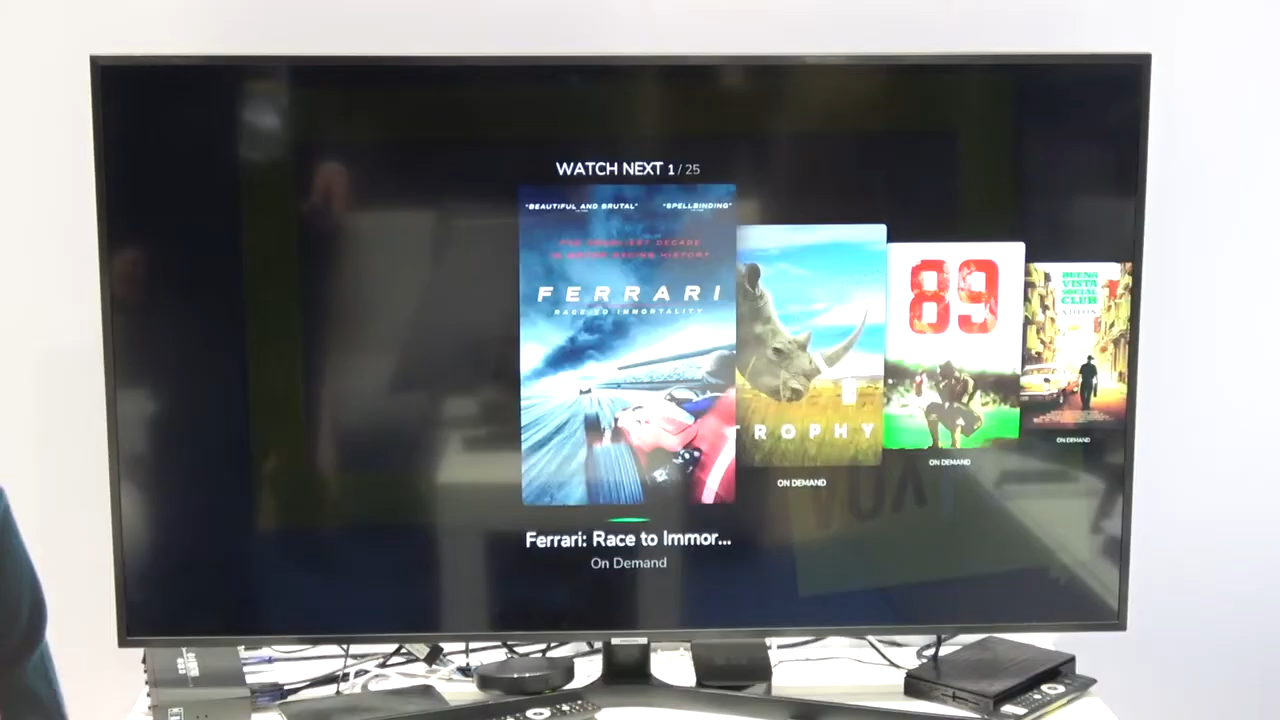 WATCH NEXT 1 / 25
"BEAUTIFUL AND BRUTAL"
"SPELLBINDING"
FERRARI
RACE TO IMMORTALITY
TROPHY
89
BUENA
VISTA
SOCIAL
CLUB
ADIOS
ON DEMAND
ON DEMAND
ON DEMAND
Ferrari: Race to Immor...
On Demand